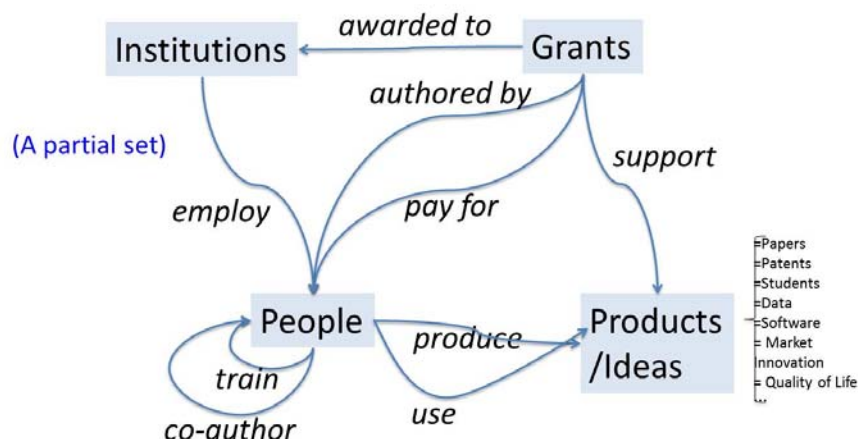 awarded to
Institutions
Grants
authored by
(A partial set)
support
employ
pay for
People
produce
Products
/Ideas
train
use
co-author
=Papers
=Patents
=Students
=Data
=Software
= Market
Innovation
= Quality of Life